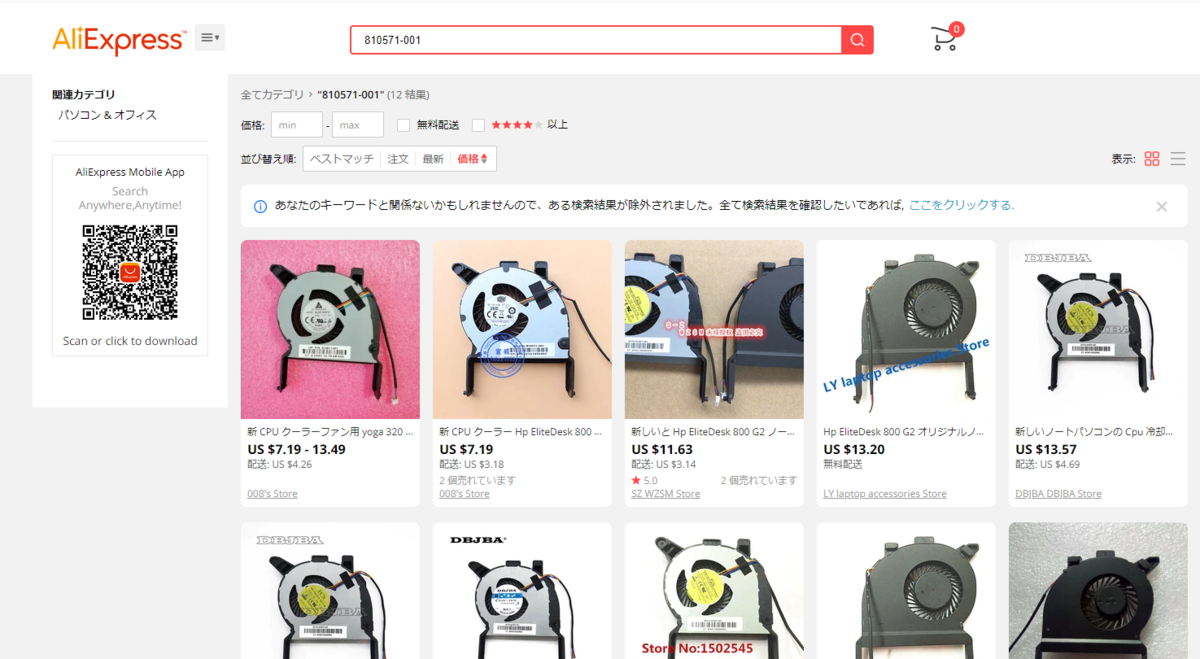 AliExpress™
810571-001
0
関連カテゴリ
パソコン & オフィス
AliExpress Mobile App
Search
Anywhere,Anytime!
Scan or click to download
全てカテゴリ > "810571-001" (12 結果)
価格: min - max 無料配送 以上
並び替え順: ベストマッチ 注文 最新 価格
表示:
あなたのキーワードと関係ないかもしれませんので、ある検索結果が除外されました。全て検索結果を確認したいであれば, ここをクリックする.
新 CPU クーラーファン用 yoga 320 ...
US $7.19 - 13.49
配送: US $4.26
008's Store
新 CPU クーラー Hp EliteDesk 800 ...
US $7.19
配送: US $3.18
2 個売れています
008's Store
新しいと Hp EliteDesk 800 G2 ノー...
US $11.63
配送: US $3.14
5.0 2 個売れています
SZ WZSM Store
LY laptop accessories Store
Hp EliteDesk 800 G2 オリジナルノ...
US $13.20
無料配送
LY laptop accessories Store
DBJBA
新しいノートパソコンの Cpu 冷却...
US $13.57
配送: US $4.69
DBJBA DBJBA Store
DBJBA
DBJBA
DBJBA®
Store No:1502545